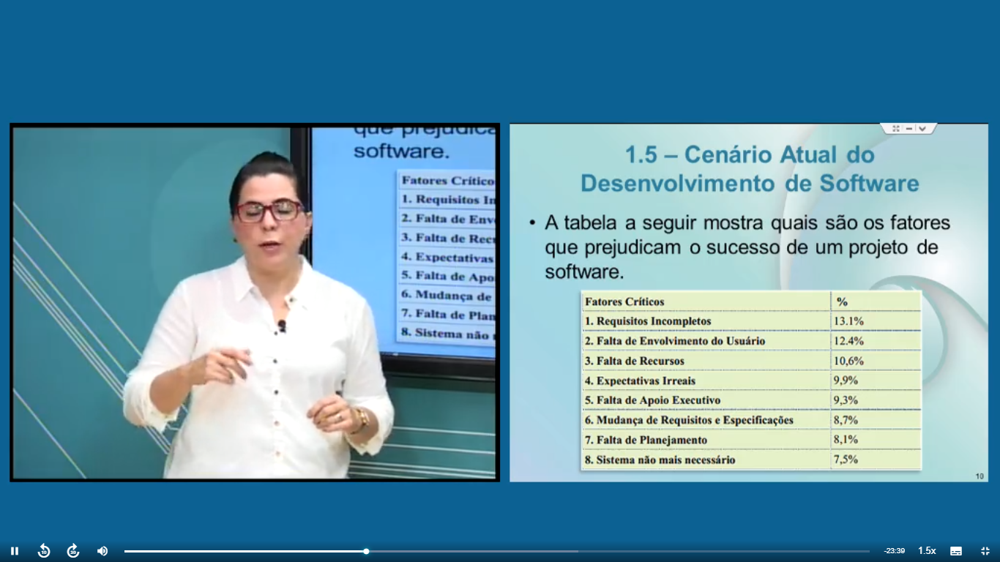 que prejudica
software.
Fatores Crítico
1. Requisitos In
2. Falta de Env
3. Falta de Recu
4. Expectativas
5. Falta de Apo
6. Mudança de
7. Falta de Plan
8. Sistema não
1.5 – Cenário Atual do
Desenvolvimento de Software
• A tabela a seguir mostra quais são os fatores
que prejudicam o sucesso de um projeto de
software.
Fatores Críticos %
1. Requisitos Incompletos 13.1%
2. Falta de Envolvimento do Usuário 12.4%
3. Falta de Recursos 10,6%
4. Expectativas Irreais 9,9%
5. Falta de Apoio Executivo 9,3%
6. Mudança de Requisitos e Especificações 8,7%
7. Falta de Planejamento 8,1%
8. Sistema não mais necessário 7,5%
10
10
-23:39 1.5x